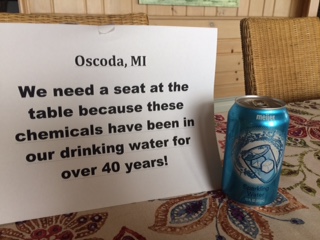 Oscoda, MI
We need a seat at the
table because these
chemicals have been in
our drinking water for
over 40 years!
meijer